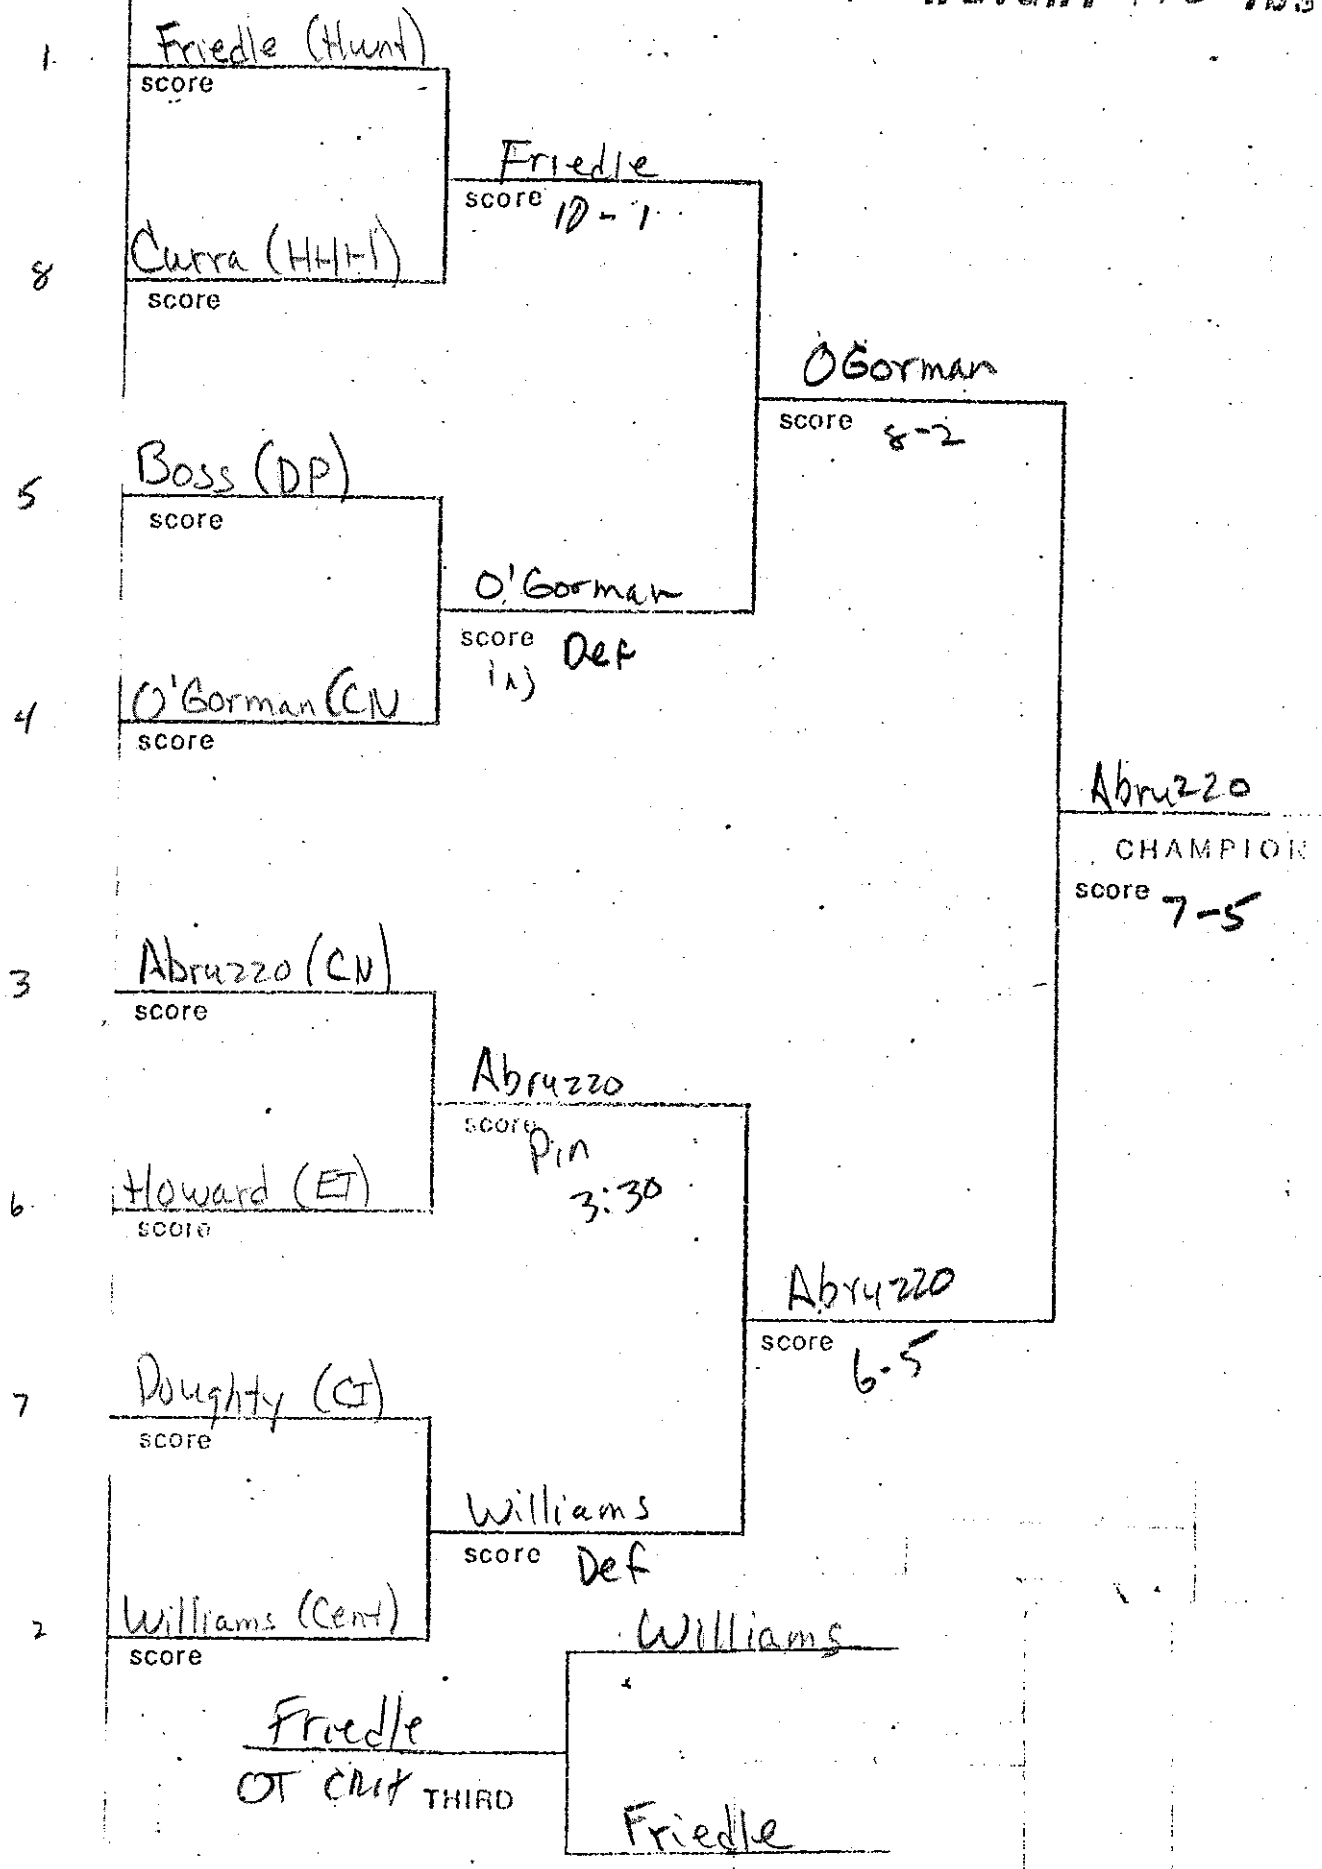 1. Friedle (Hunt)
score
Friedle
score 10-1
8 Curra (HHH)
score
O'Gorman
score 8-2
5 Boss (DP)
score
O'Gorman
score inj Def
4 O'Gorman (CN
score
Abruzzo
CHAMPION
score 7-5
3 Abruzzo (CN)
score
Abruzzo
score Pin
3:30
6. Howard (EI)
score
Abruzzo
score 6-5
7 Doughty (CI)
score
Williams
score Def
2 Williams (Cent)
score
Williams
Friedle
OT Crit THIRD
Friedle